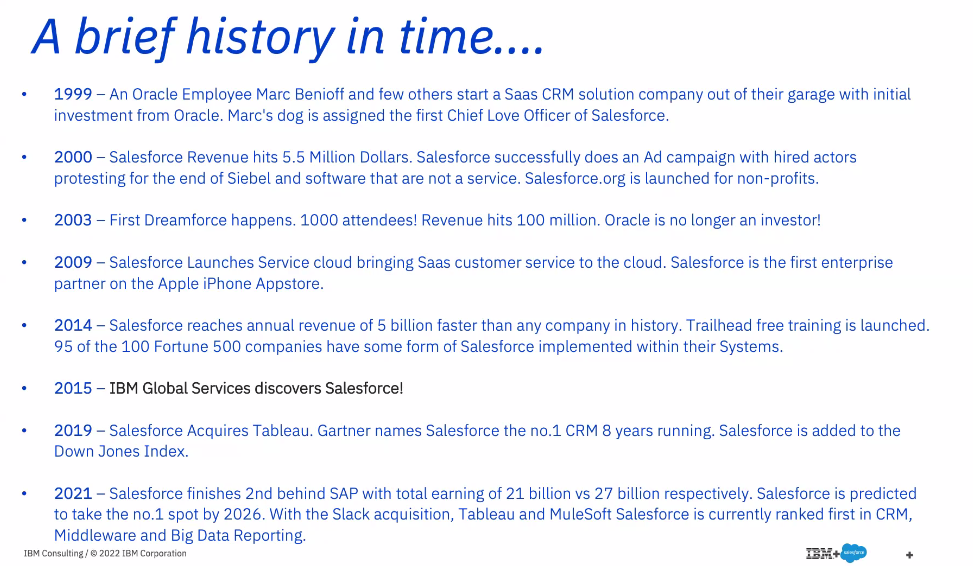 A brief history in time....
• 1999 – An Oracle Employee Marc Benioff and few others start a Saas CRM solution company out of their garage with initial
investment from Oracle. Marc's dog is assigned the first Chief Love Officer of Salesforce.
• 2000 – Salesforce Revenue hits 5.5 Million Dollars. Salesforce successfully does an Ad campaign with hired actors
protesting for the end of Siebel and software that are not a service. Salesforce.org is launched for non-profits.
• 2003 – First Dreamforce happens. 1000 attendees! Revenue hits 100 million. Oracle is no longer an investor!
• 2009 – Salesforce Launches Service cloud bringing Saas customer service to the cloud. Salesforce is the first enterprise
partner on the Apple iPhone Appstore.
• 2014 – Salesforce reaches annual revenue of 5 billion faster than any company in history. Trailhead free training is launched.
95 of the 100 Fortune 500 companies have some form of Salesforce implemented within their Systems.
• 2015 – IBM Global Services discovers Salesforce!
• 2019 – Salesforce Acquires Tableau. Gartner names Salesforce the no.1 CRM 8 years running. Salesforce is added to the
Down Jones Index.
• 2021 – Salesforce finishes 2nd behind SAP with total earning of 21 billion vs 27 billion respectively. Salesforce is predicted
to take the no.1 spot by 2026. With the Slack acquisition, Tableau and MuleSoft Salesforce is currently ranked first in CRM,
Middleware and Big Data Reporting.
IBM Consulting / © 2022 IBM Corporation
IBM+salesforce
+